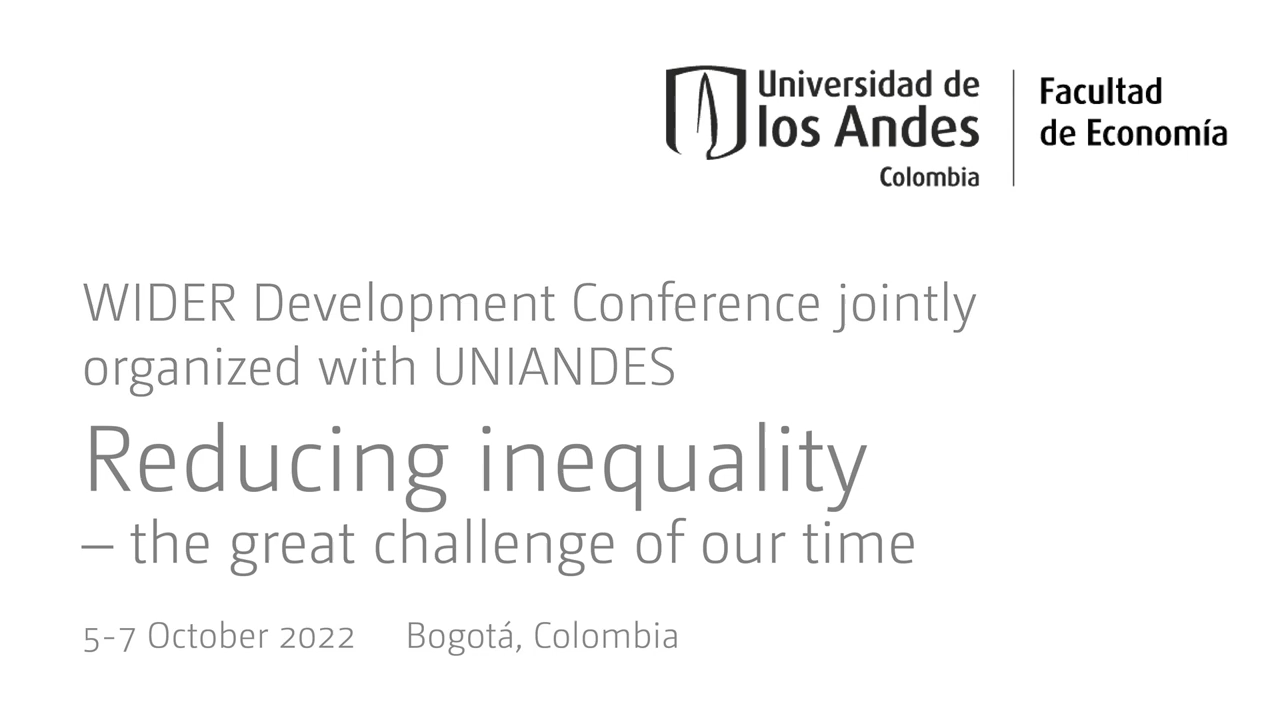 Universidad de
los Andes
Colombia
Facultad
de Economía
WIDER Development Conference jointly
organized with UNIANDES
Reducing inequality
– the great challenge of our time
5-7 October 2022 Bogotá, Colombia